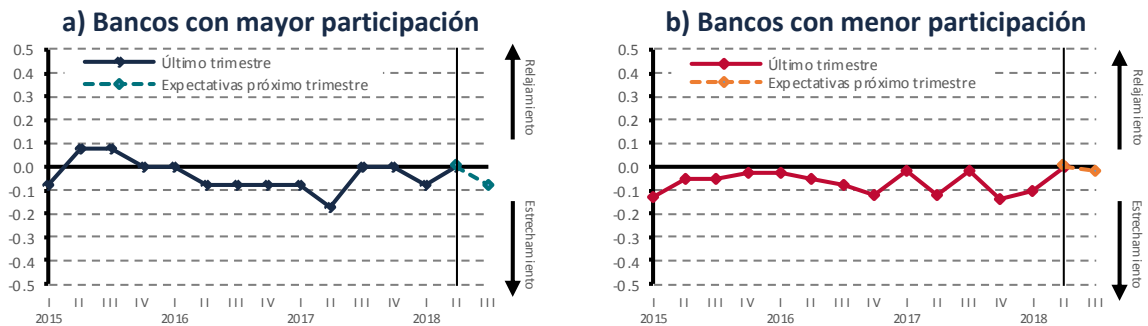 a) Bancos con mayor participación
0.5
0.4
0.3
0.2
0.1
0.0
-0.1
-0.2
-0.3
-0.4
-0.5
Último trimestre
Expectativas próximo trimestre
Relajamiento
Estrechamiento
I II III IV I II III IV I II III IV I II III
2015 2016 2017 2018
b) Bancos con menor participación
0.5
0.4
0.3
0.2
0.1
0.0
-0.1
-0.2
-0.3
-0.4
-0.5
Último trimestre
Expectativas próximo trimestre
Relajamiento
Estrechamiento
I II III IV I II III IV I II III IV I II III
2015 2016 2017 2018